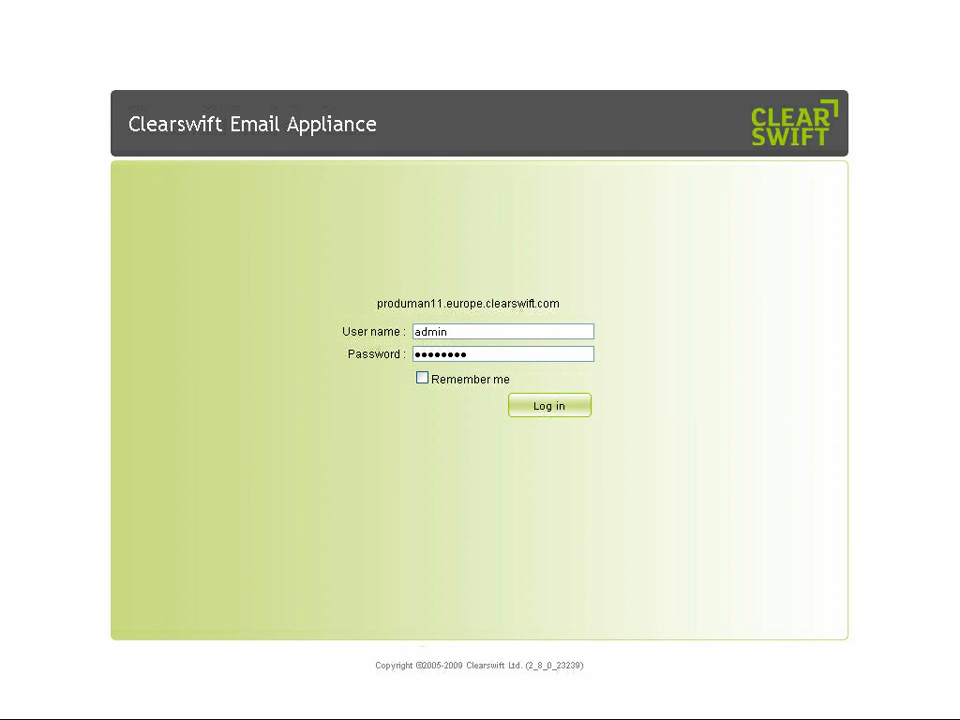 Clearswift Email Appliance
CLEAR
SWIFT
produman11.europe.clearswift.com
User name : admin
Password : ••••••••
Remember me
Log in
Copyright ©2005-2009 Clearswift Ltd. (2_8_0_23239)